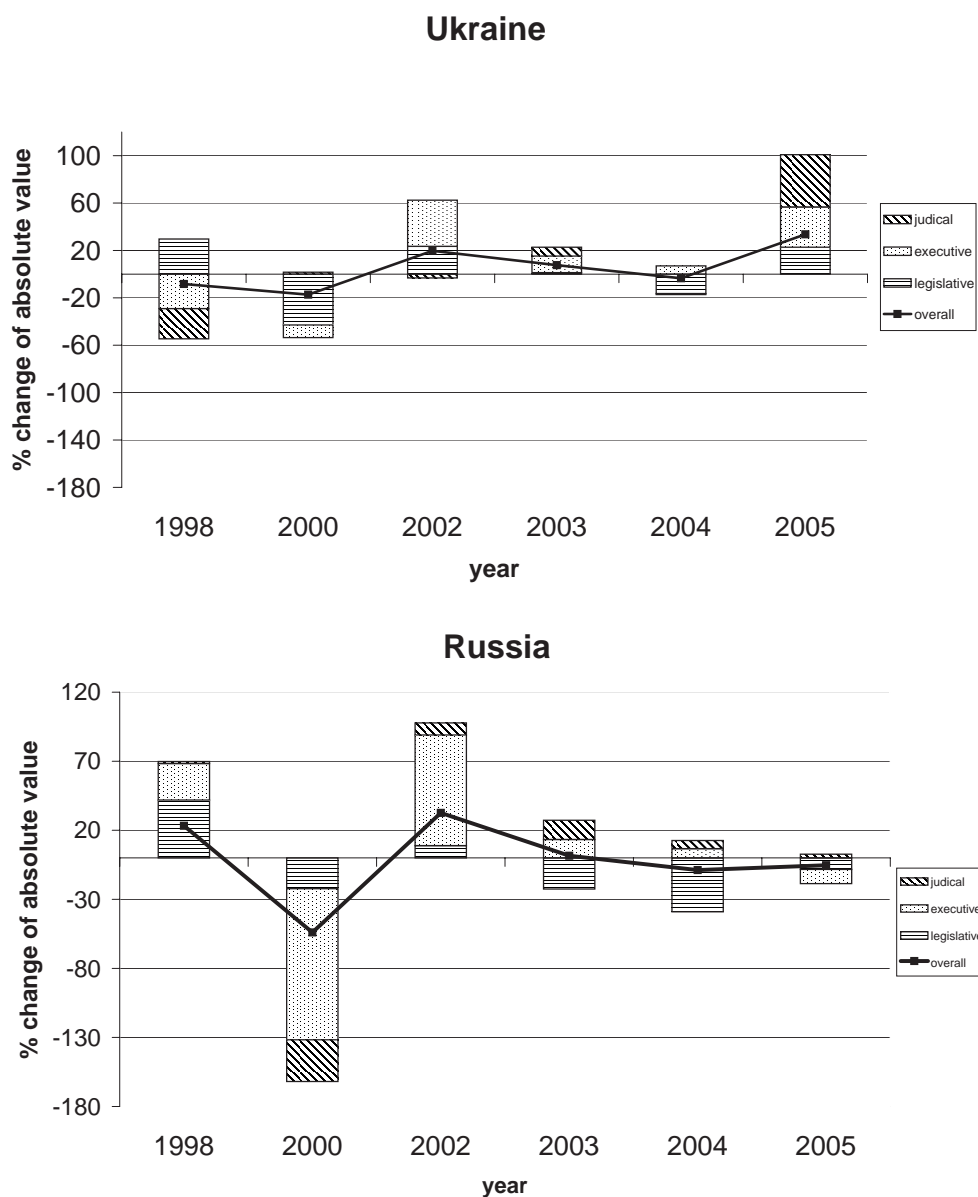 Ukraine
% change of absolute value
100
60
20
-20
-60
-100
-140
-180
1998 2000 2002 2003 2004 2005
year
judical
executive
legislative
overall
Russia
% change of absolute value
120
70
20
-30
-80
-130
-180
1998 2000 2002 2003 2004 2005
year
judical
executive
legislative
overall